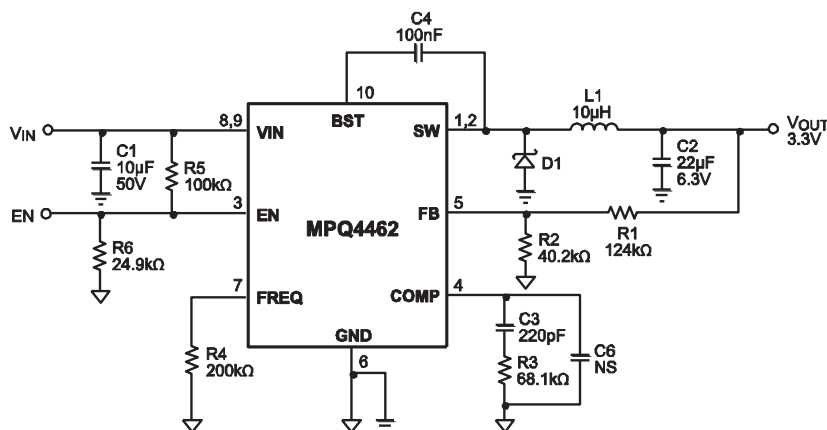 C4
100nF
10
8,9
VIN
BST
SW
1,2
L1
10µH
VIN
VOUT
3.3V
C1
10µF
50V
R5
100kΩ
D1
C2
22µF
6.3V
EN
3
EN
MPQ4462
FB
5
R6
24.9kΩ
R2
40.2kΩ
R1
124kΩ
7
FREQ
COMP
4
GND
6
R4
200kΩ
C3
220pF
R3
68.1kΩ
C6
NS